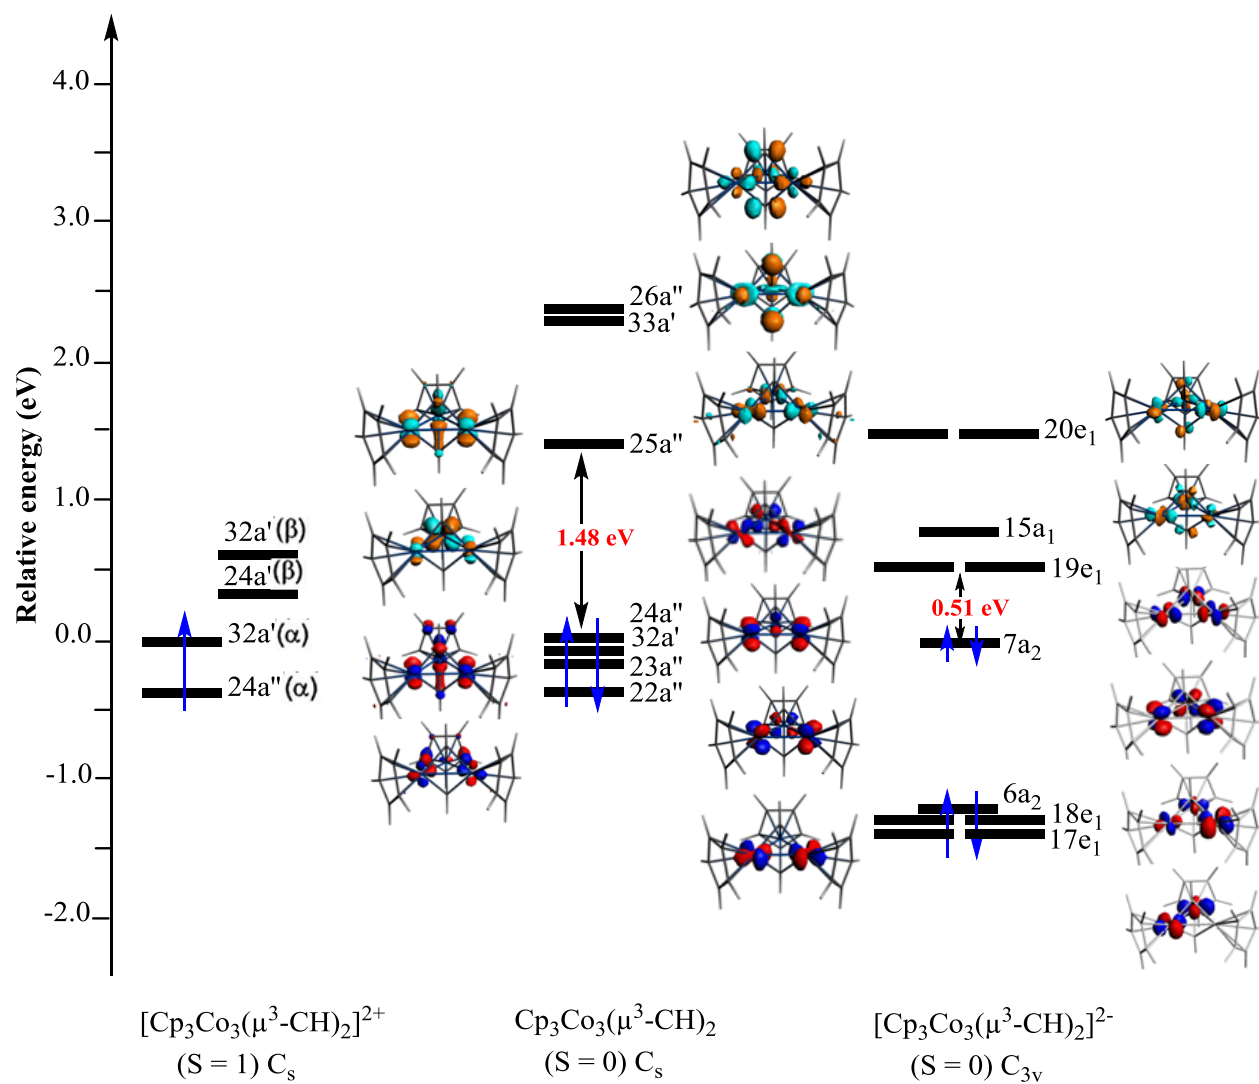 Relative energy (eV)
4.0
3.0
2.0
1.0
0.0
-1.0
-2.0
32a'(β)
24a'(β)
32a'(α)
24a"(α)
26a"
33a'
25a"
1.48 eV
24a"
32a'
23a"
22a"
20e₁
15a₁
19e₁
0.51 eV
7a₂
6a₂
18e₁
17e₁
[Cp₃Co₃(μ³-CH)₂]²⁺
(S = 1) Cₛ
Cp₃Co₃(μ³-CH)₂
(S = 0) Cₛ
[Cp₃Co₃(μ³-CH)₂]²⁻
(S = 0) C₃ᵥ